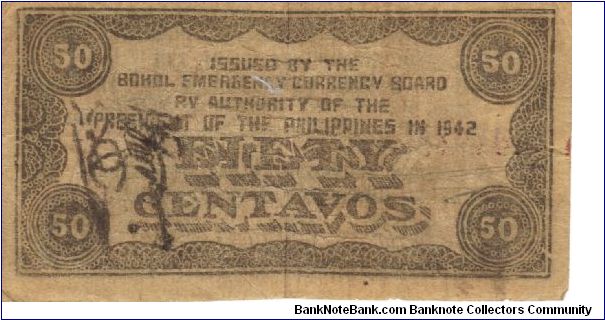 50 50
ISSUED BY THE
BOHOL EMERGENCY CURRENCY BOARD
BY AUTHORITY OF THE
PRESIDENT OF THE PHILIPPINES IN 1942
FIFTY
CENTAVOS
50 50
BankNoteBank.com Banknote Collectors Community